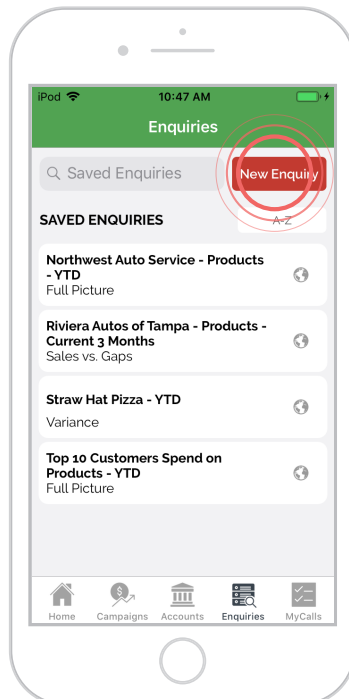 iPod 10:47 AM
Enquiries
Saved Enquiries
New Enquiry
SAVED ENQUIRIES
A-Z
Northwest Auto Service - Products
- YTD
Full Picture
Riviera Autos of Tampa - Products -
Current 3 Months
Sales vs. Gaps
Straw Hat Pizza - YTD
Variance
Top 10 Customers Spend on
Products - YTD
Full Picture
Home Campaigns Accounts Enquiries MyCalls